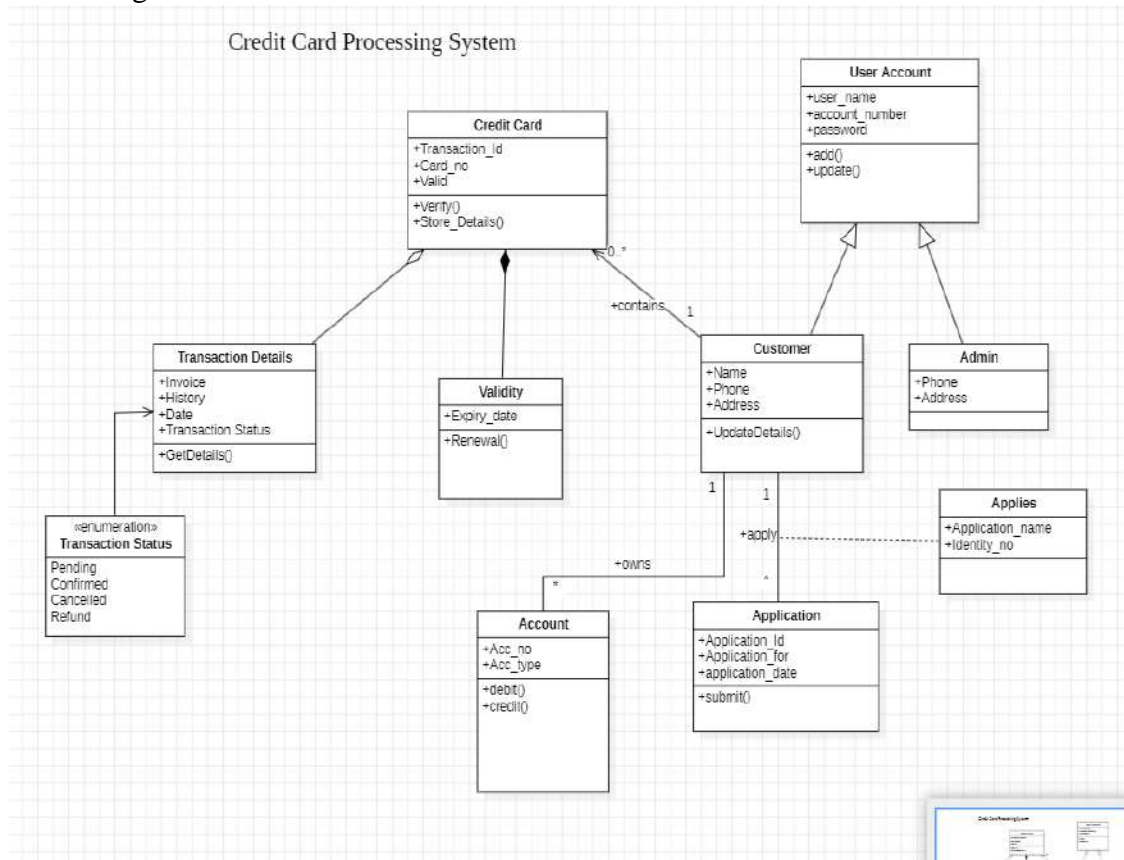 Credit Card Processing System
User Account
+user_name
+account_number
+password
+add()
+update()
Credit Card
+Transaction_Id
+Card_no
+Valid
+Verify()
+Store_Details()
0..*
+contains
1
Transaction Details
+Invoice
+History
+Date
+Transaction Status
+GetDetails()
Validity
+Expiry_date
+Renewal()
Customer
+Name
+Phone
+Address
+UpdateDetails()
Admin
+Phone
+Address
1
1
«enumeration»
Transaction Status
Pending
Confirmed
Cancelled
Refund
+apply
Applies
+Application_name
+Identity_no
+owns
*
*
Account
+Acc_no
+Acc_type
+debit()
+credit()
Application
+Application_Id
+Application_for
+application_date
+submit()